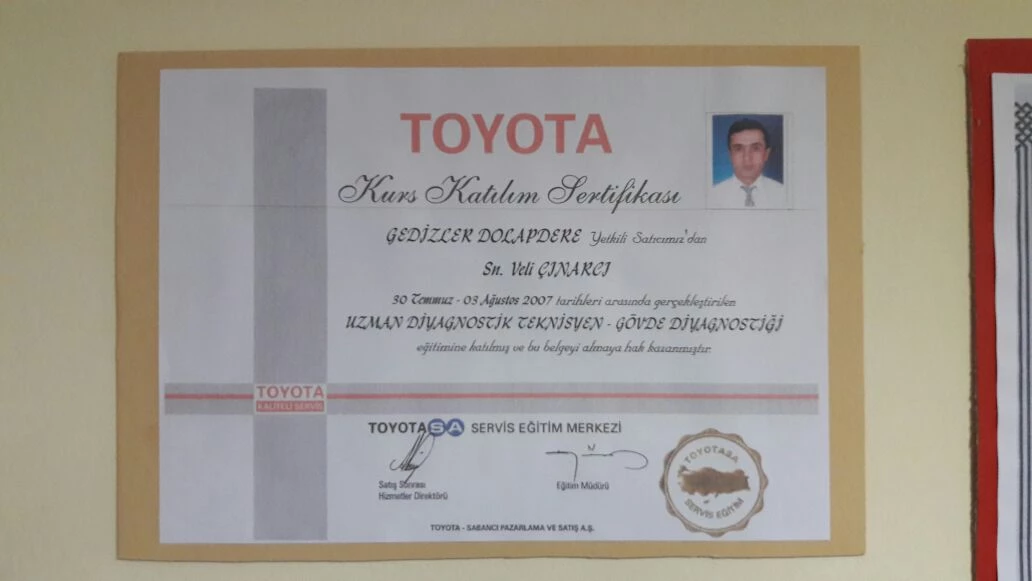 TOYOTA
Kurs Katılım Sertifikası
GEDİZLER DOLAPDERE Yetkili Satıcımız'dan
Sn. Veli ÇINARCI
30 Temmuz - 03 Ağustos 2007 tarihleri arasında gerçekleştirilen
UZMAN DİYAGNOSTİK TEKNİSYEN - GÖVDE DİYAGNOSTİĞİ
eğitimine katılmış ve bu belgeyi almaya hak kazanmıştır.
TOYOTA
KALİTELİ SERVİS
TOYOTASA SERVİS EĞİTİM MERKEZİ
Satış Sonrası
Hizmetler Direktörü
Eğitim Müdürü
TOYOTASA
SERVİS EĞİTİM
TOYOTA - SABANCI PAZARLAMA VE SATIŞ A.Ş.